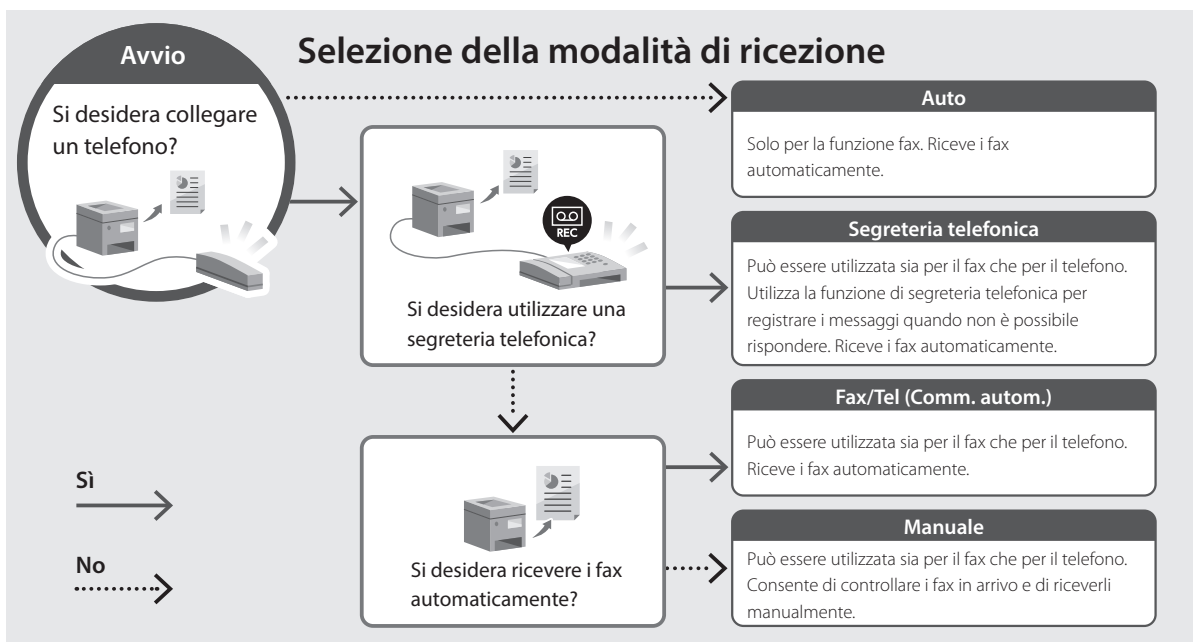 Selezione della modalità di ricezione
Avvio
Si desidera collegare
un telefono?
REC
Si desidera utilizzare una
segreteria telefonica?
Si desidera ricevere i fax
automaticamente?
Auto
Solo per la funzione fax. Riceve i fax
automaticamente.
Segreteria telefonica
Può essere utilizzata sia per il fax che per il telefono.
Utilizza la funzione di segreteria telefonica per
registrare i messaggi quando non è possibile
rispondere. Riceve i fax automaticamente.
Fax/Tel (Comm. autom.)
Può essere utilizzata sia per il fax che per il telefono.
Riceve i fax automaticamente.
Manuale
Può essere utilizzata sia per il fax che per il telefono.
Consente di controllare i fax in arrivo e di riceverli
manualmente.
Sì
No